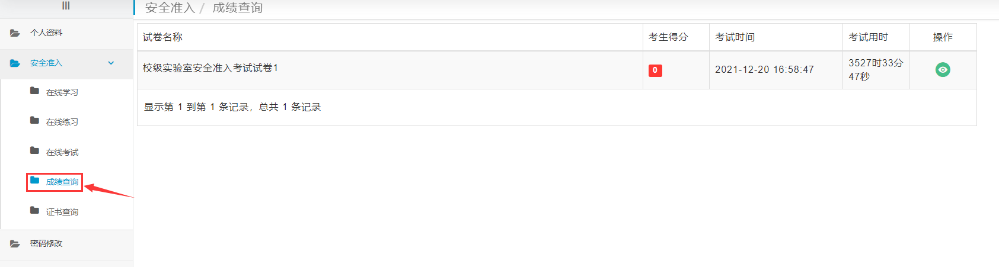 安全准入 / 成绩查询
个人资料
安全准入
在线学习
在线练习
在线考试
成绩查询
证书查询
密码修改
试卷名称 考生得分 考试时间 考试用时 操作
校级实验室安全准入考试试卷1 0 2021-12-20 16:58:47 3527时33分
47秒
显示第 1 到第 1 条记录，总共 1 条记录